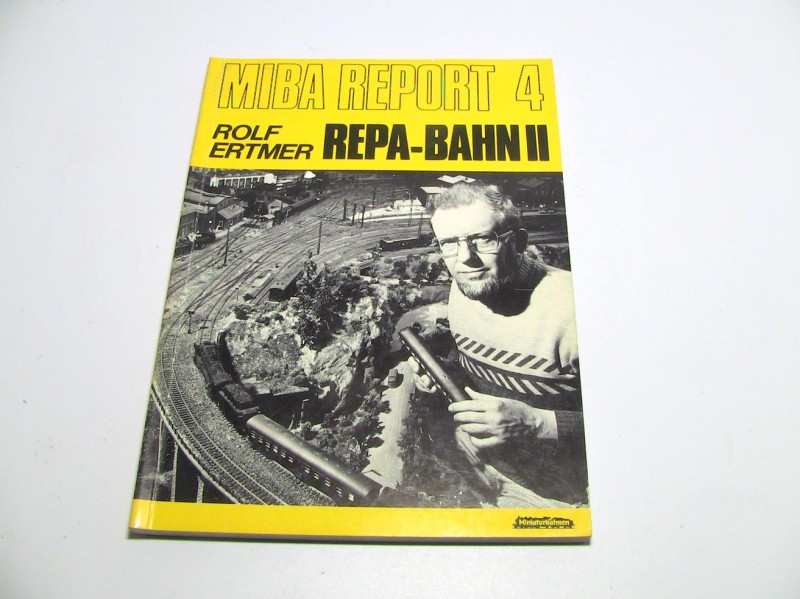 MIBA REPORT 4
ROLF
ERTMER
REPA-BAHN II
Miniaturbahnen